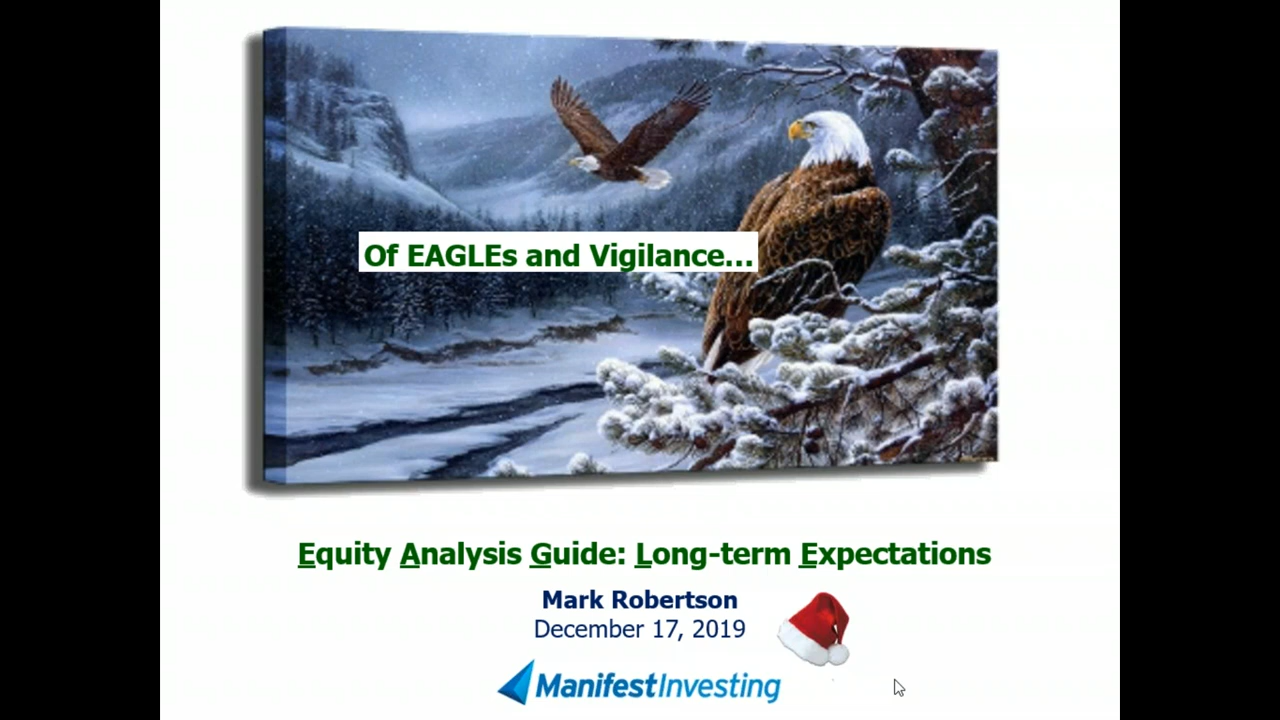 Of EAGLEs and Vigilance...
Equity Analysis Guide: Long-term Expectations
Mark Robertson
December 17, 2019
ManifestInvesting